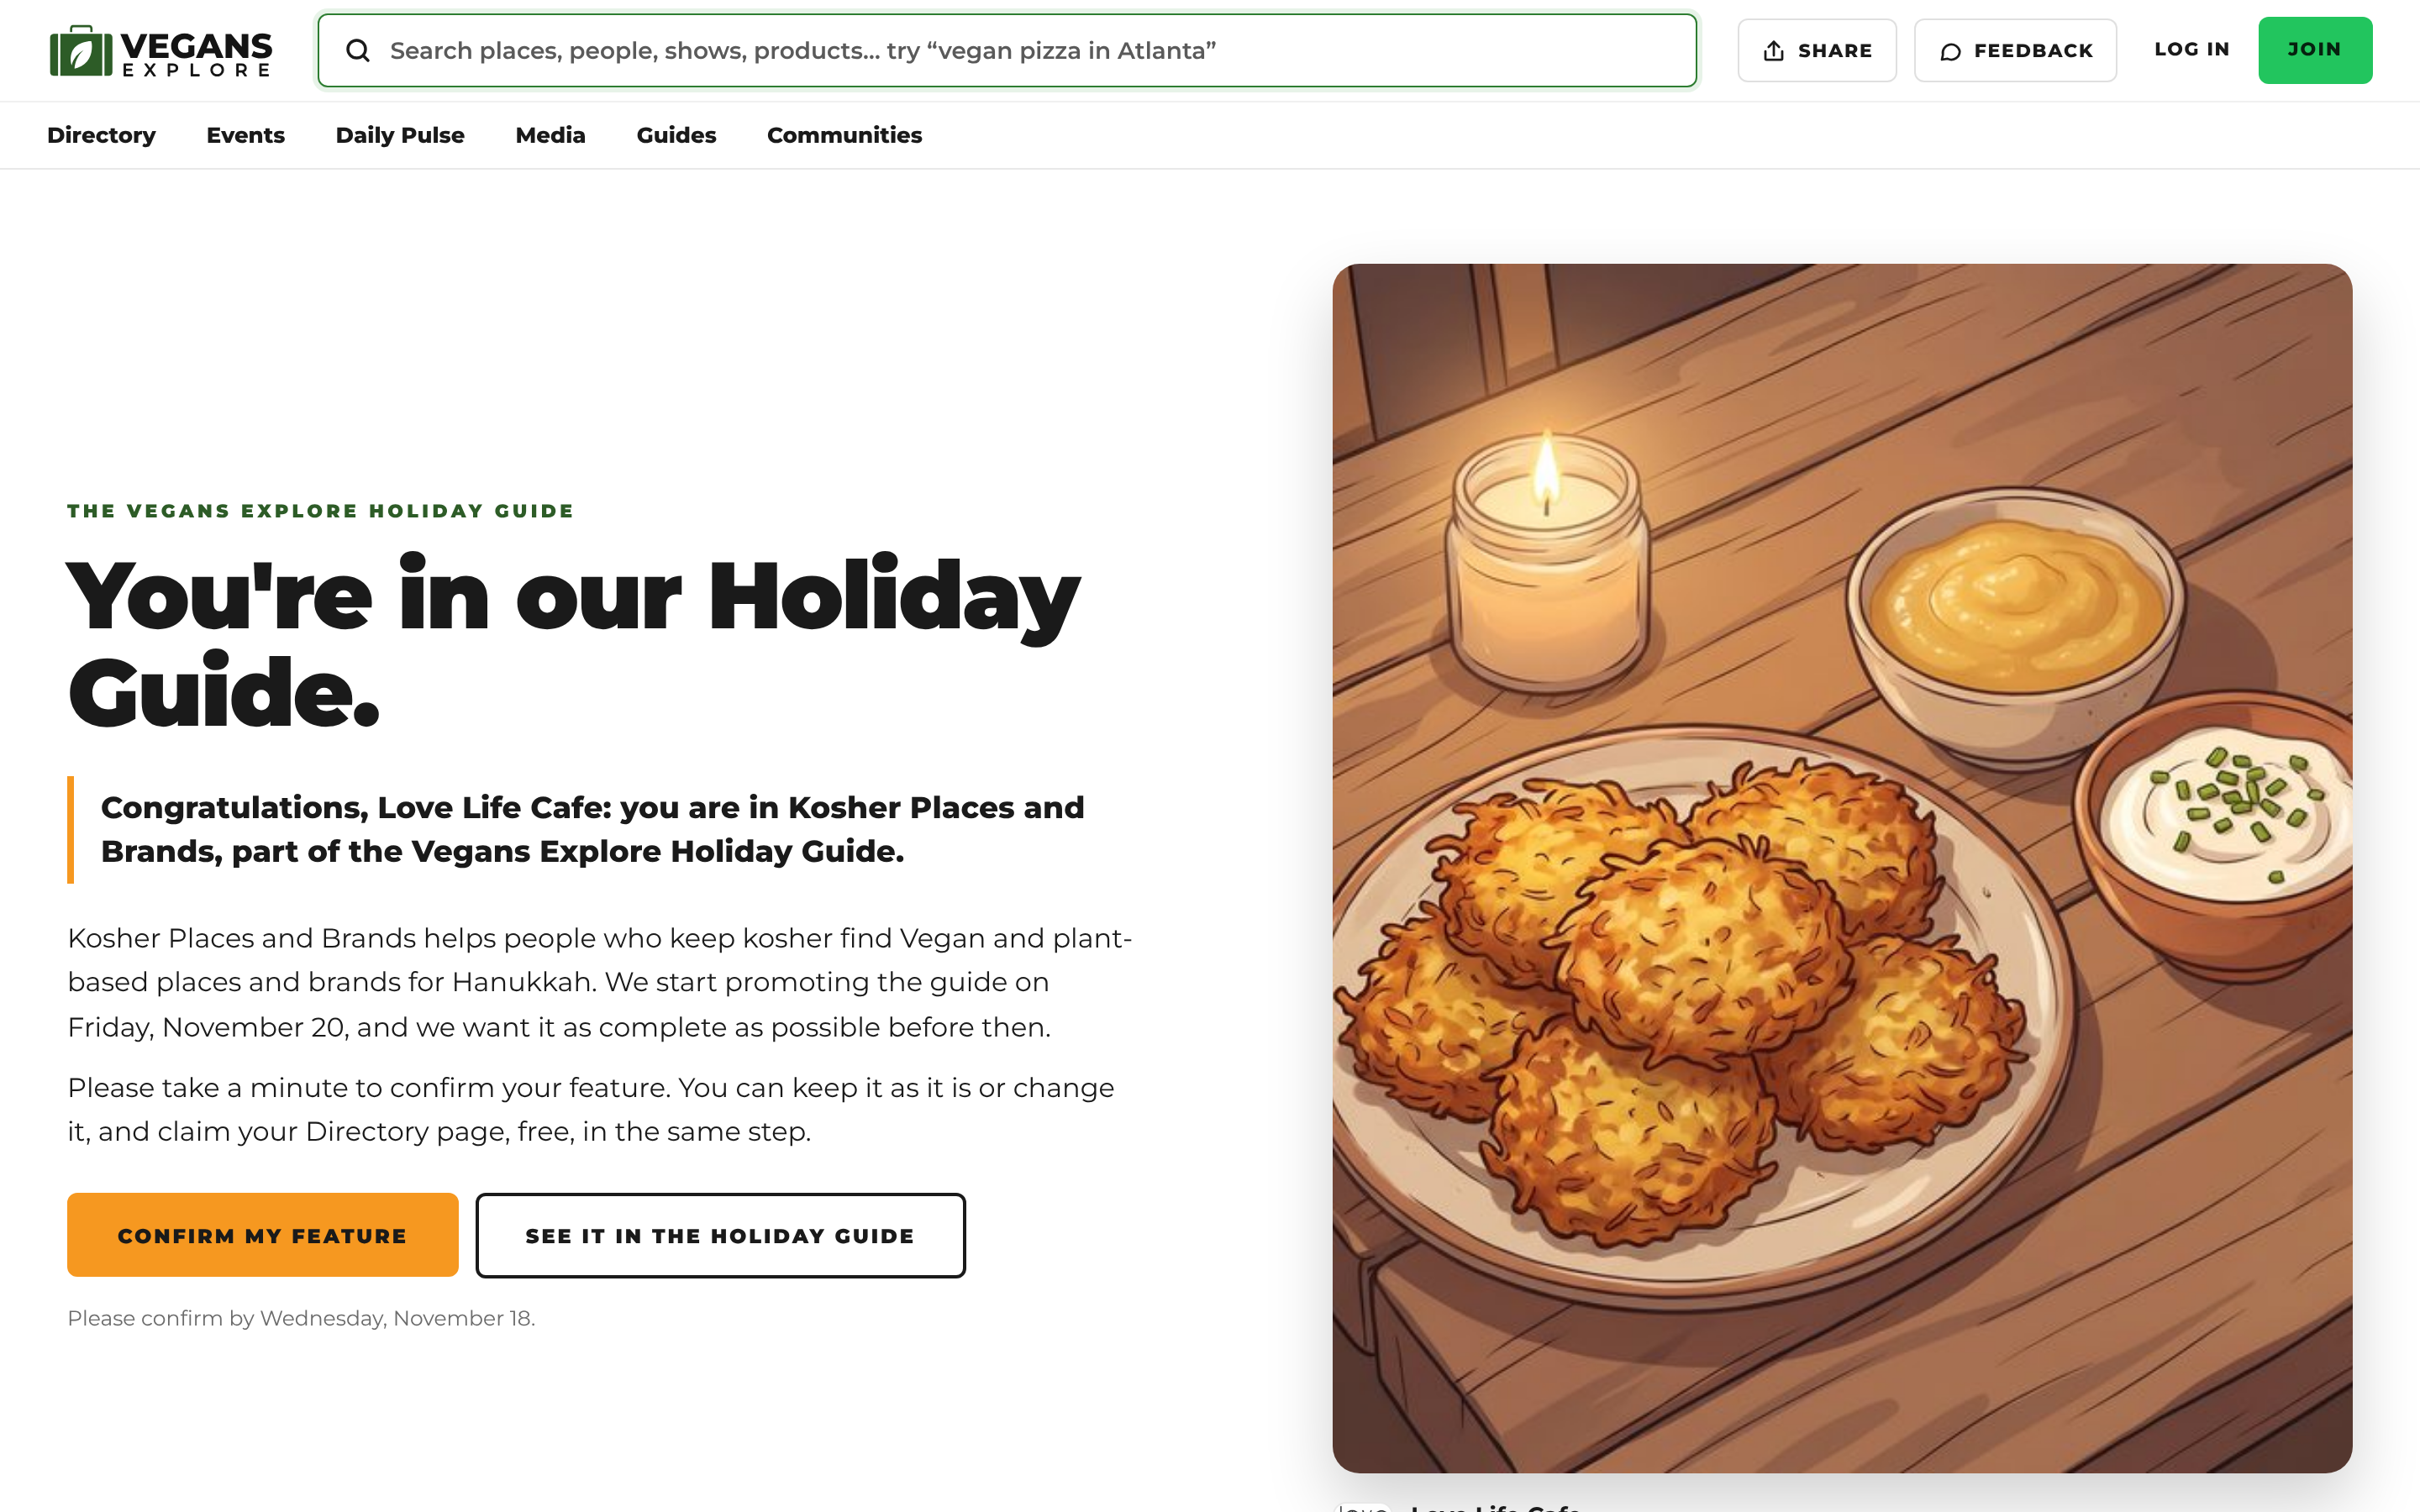 VEGANS
EXPLORE
Search places, people, shows, products... try “vegan pizza in Atlanta”
SHARE
FEEDBACK
LOG IN
JOIN
Directory
Events
Daily Pulse
Media
Guides
Communities
THE VEGANS EXPLORE HOLIDAY GUIDE
You're in our Holiday
Guide.
Congratulations, Love Life Cafe: you are in Kosher Places and
Brands, part of the Vegans Explore Holiday Guide.
Kosher Places and Brands helps people who keep kosher find Vegan and plant-
based places and brands for Hanukkah. We start promoting the guide on
Friday, November 20, and we want it as complete as possible before then.
Please take a minute to confirm your feature. You can keep it as it is or change
it, and claim your Directory page, free, in the same step.
CONFIRM MY FEATURE
SEE IT IN THE HOLIDAY GUIDE
Please confirm by Wednesday, November 18.
Love Life Cafe